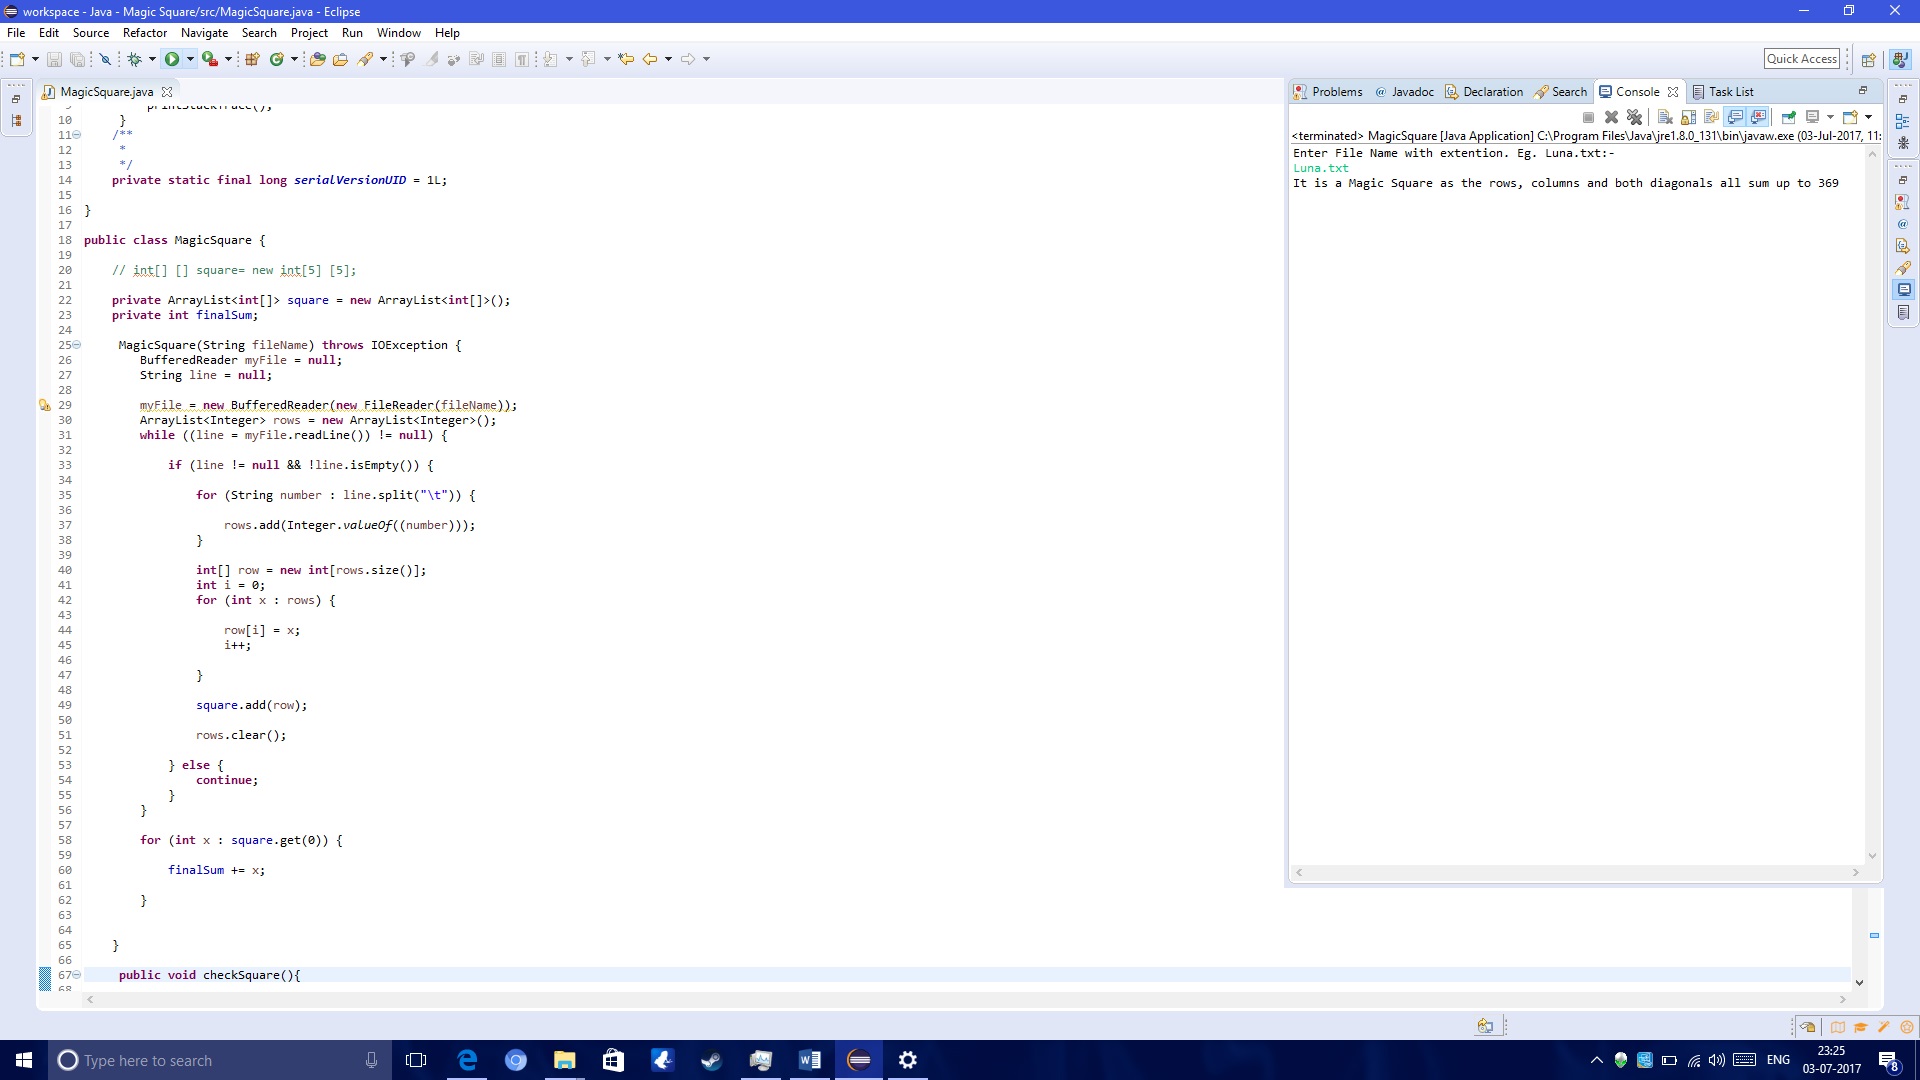 workspace - Java - Magic Square/src/MagicSquare.java - Eclipse
File Edit Source Refactor Navigate Search Project Run Window Help
Quick Access
MagicSquare.java
9 printStackTrace();
10 }
11 /**
12 *
13 */
14 private static final long serialVersionUID = 1L;
15
16 }
17
18 public class MagicSquare {
19
20 // int[] [] square= new int[5] [5];
21
22 private ArrayList<int[]> square = new ArrayList<int[]>();
23 private int finalSum;
24
25 MagicSquare(String fileName) throws IOException {
26 BufferedReader myFile = null;
27 String line = null;
28
29 myFile = new BufferedReader(new FileReader(fileName));
30 ArrayList<Integer> rows = new ArrayList<Integer>();
31 while ((line = myFile.readLine()) != null) {
32
33 if (line != null && !line.isEmpty()) {
34
35 for (String number : line.split("\t")) {
36
37 rows.add(Integer.valueOf((number)));
38 }
39
40 int[] row = new int[rows.size()];
41 int i = 0;
42 for (int x : rows) {
43
44 row[i] = x;
45 i++;
46
47 }
48
49 square.add(row);
50
51 rows.clear();
52
53 } else {
54 continue;
55 }
56 }
57
58 for (int x : square.get(0)) {
59
60 finalSum += x;
61
62 }
63
64
65 }
66
67 public void checkSquare(){
68
Problems Javadoc Declaration Search Console Task List
<terminated> MagicSquare [Java Application] C:\Program Files\Java\jre1.8.0_131\bin\javaw.exe (03-Jul-2017, 11:
Enter File Name with extention. Eg. Luna.txt:-
Luna.txt
It is a Magic Square as the rows, columns and both diagonals all sum up to 369
Type here to search
ENG
23:25
03-07-2017
8